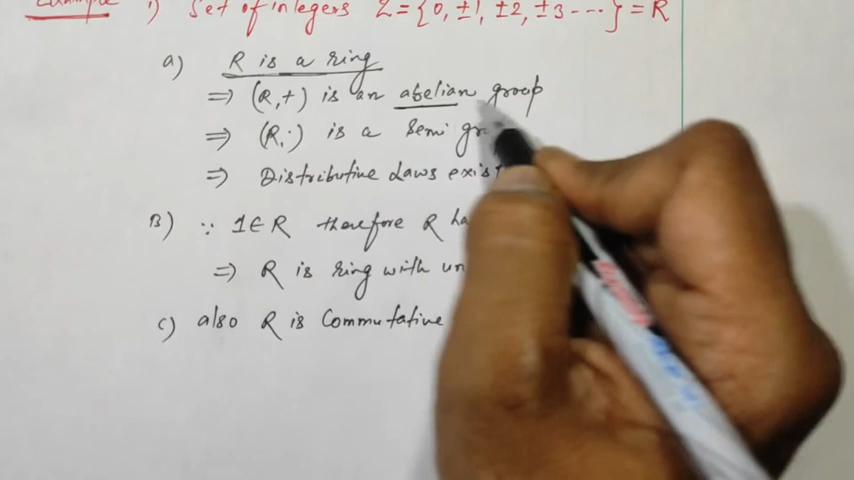 Example 1) Set of integers Z = {0, ±1, ±2, ±3 ---- } = R
a) R is a ring
⇒ (R,+) is an abelian group
⇒ (R,·) is a semi
⇒ Distributive Laws exist
B) ∵ 1∈R therefore R
⇒ R is ring with
c) also R is Commutative